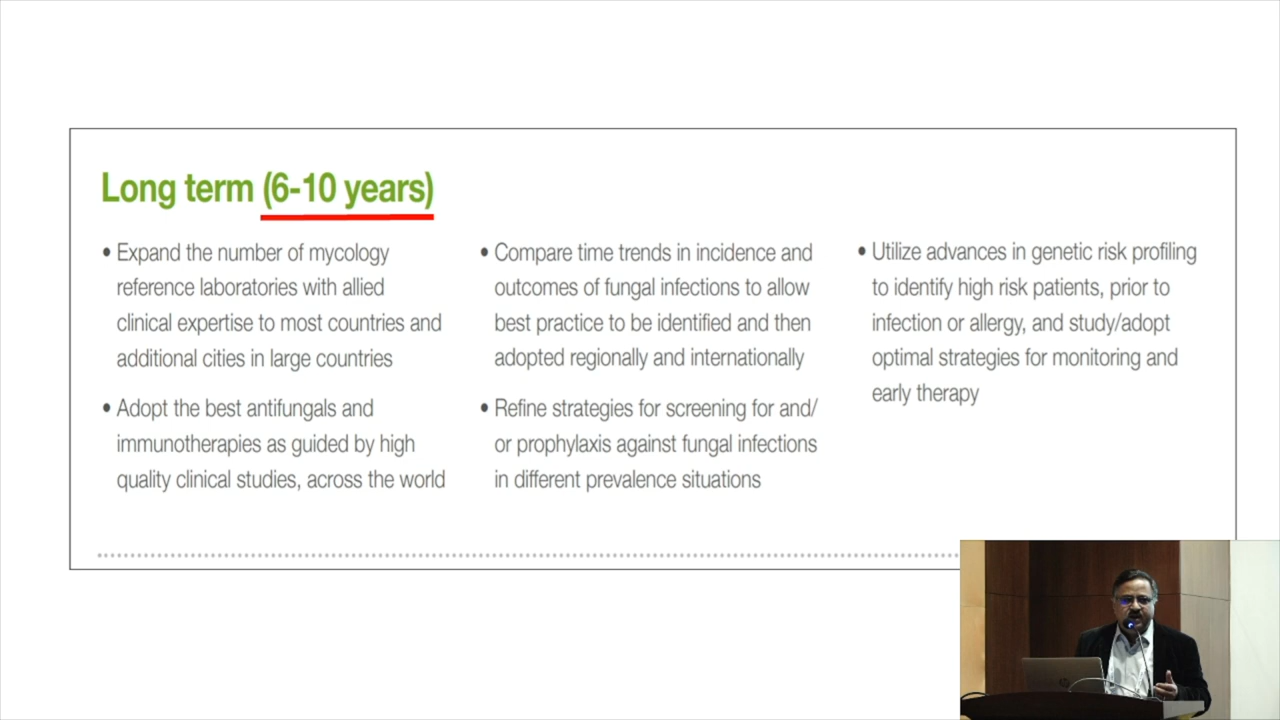 Long term (6-10 years)
• Expand the number of mycology
reference laboratories with allied
clinical expertise to most countries and
additional cities in large countries
• Adopt the best antifungals and
immunotherapies as guided by high
quality clinical studies, across the world
• Compare time trends in incidence and
outcomes of fungal infections to allow
best practice to be identified and then
adopted regionally and internationally
• Refine strategies for screening for and/
or prophylaxis against fungal infections
in different prevalence situations
• Utilize advances in genetic risk profiling
to identify high risk patients, prior to
infection or allergy, and study/adopt
optimal strategies for monitoring and
early therapy